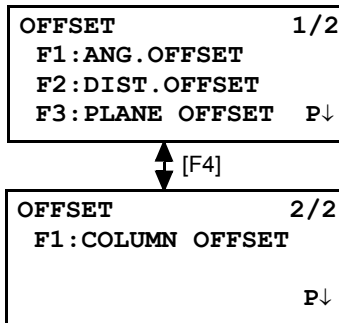 OFFSET 1/2
F1:ANG.OFFSET
F2:DIST.OFFSET
F3:PLANE OFFSET P↓
[F4]
OFFSET 2/2
F1:COLUMN OFFSET
P↓